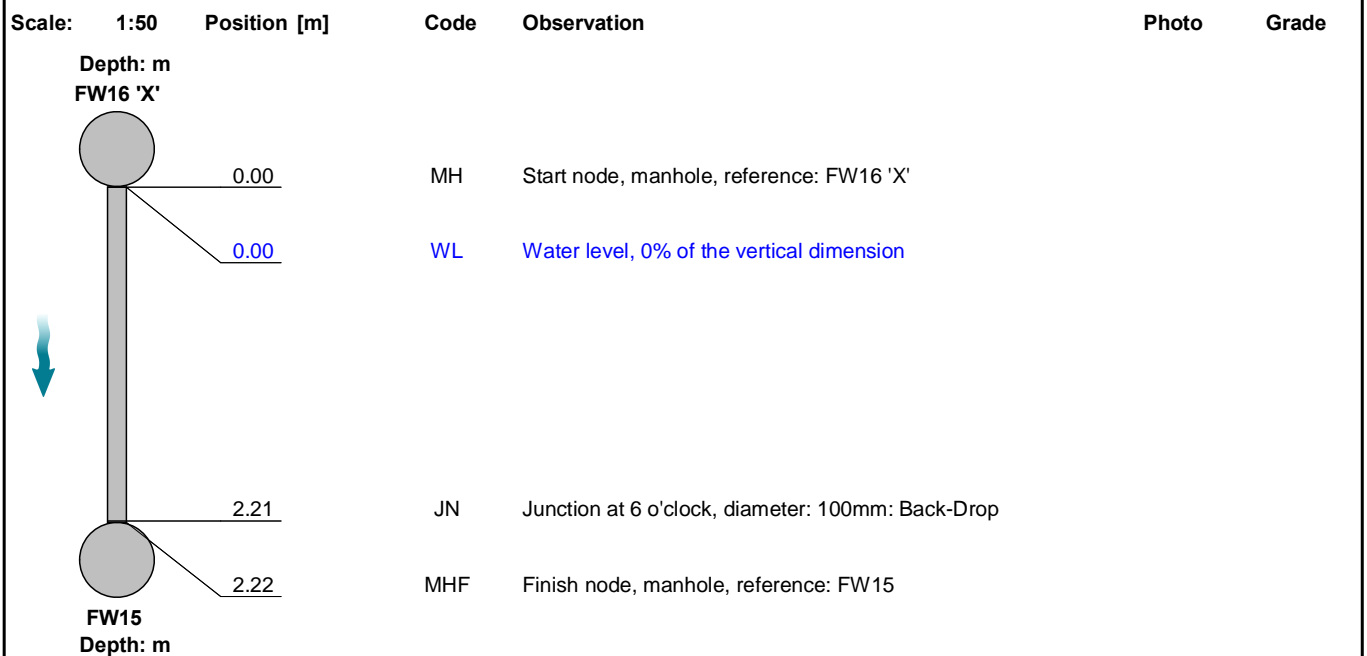 Scale: 1:50 Position [m] Code Observation Photo Grade
Depth: m
FW16 'X'
0.00 MH Start node, manhole, reference: FW16 'X'
0.00 WL Water level, 0% of the vertical dimension
2.21 JN Junction at 6 o'clock, diameter: 100mm: Back-Drop
2.22 MHF Finish node, manhole, reference: FW15
FW15
Depth: m